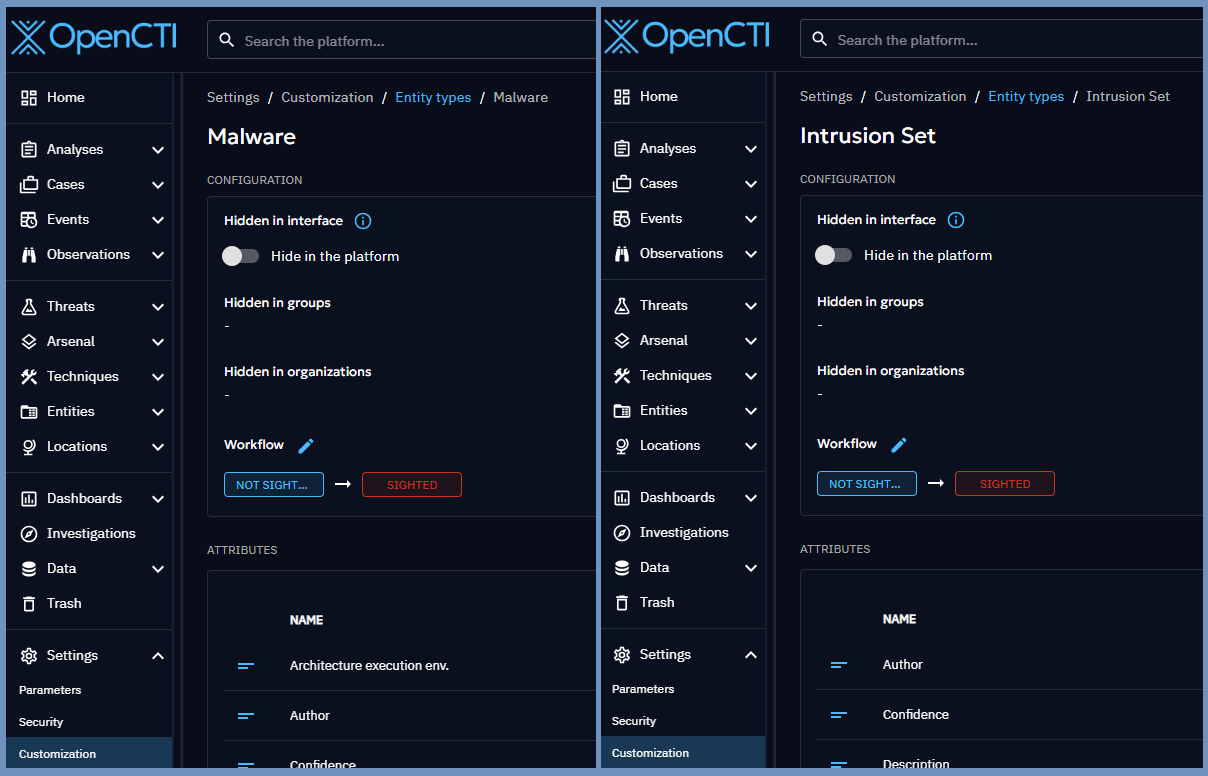 OpenCTI
Search the platform...
Home
Analyses
Cases
Events
Observations
Threats
Arsenal
Techniques
Entities
Locations
Dashboards
Investigations
Data
Trash
Settings
Parameters
Security
Customization
Settings / Customization / Entity types / Malware
Malware
CONFIGURATION
Hidden in interface
Hide in the platform
Hidden in groups
-
Hidden in organizations
-
Workflow
NOT SIGHT... → SIGHTED
ATTRIBUTES
NAME
Architecture execution env.
Author
Confidence
OpenCTI
Search the platform...
Home
Analyses
Cases
Events
Observations
Threats
Arsenal
Techniques
Entities
Locations
Dashboards
Investigations
Data
Trash
Settings
Parameters
Security
Customization
Settings / Customization / Entity types / Intrusion Set
Intrusion Set
CONFIGURATION
Hidden in interface
Hide in the platform
Hidden in groups
-
Hidden in organizations
-
Workflow
NOT SIGHT... → SIGHTED
ATTRIBUTES
NAME
Author
Confidence
Description